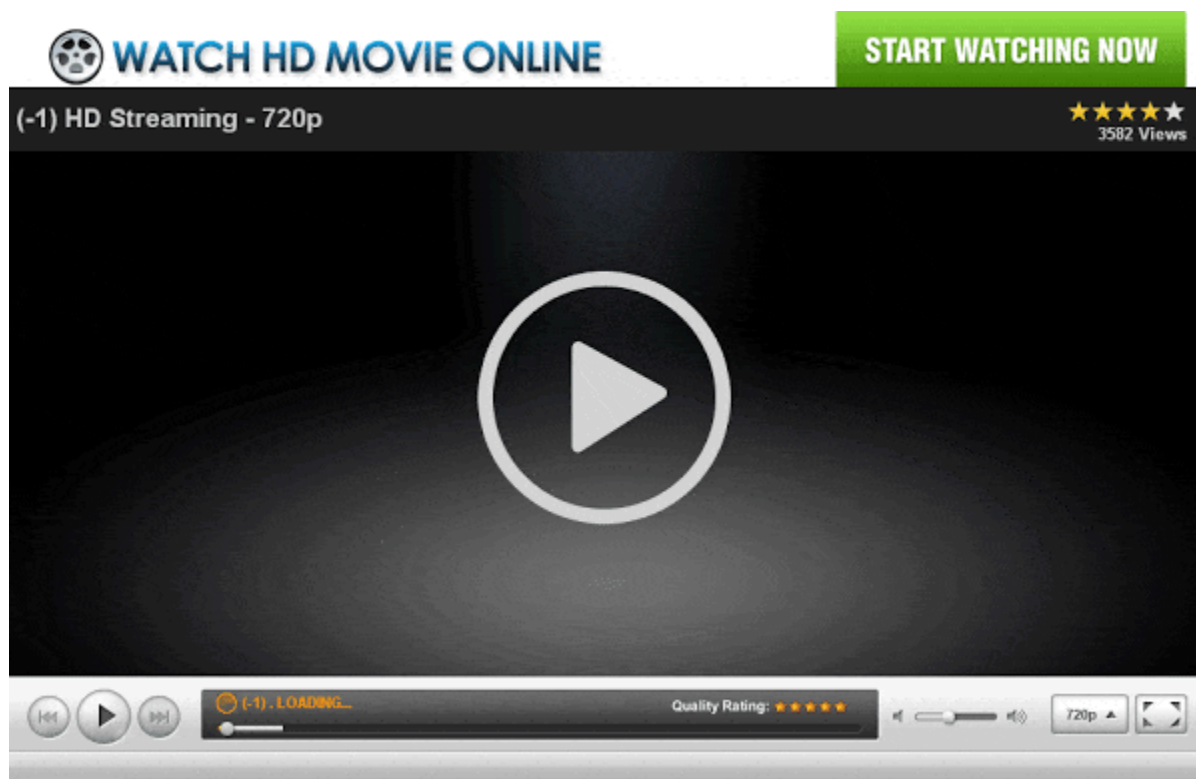 WATCH HD MOVIE ONLINE
START WATCHING NOW
(-1) HD Streaming - 720p
3582 Views
(-1) . LOADING...
Quality Rating:
720p